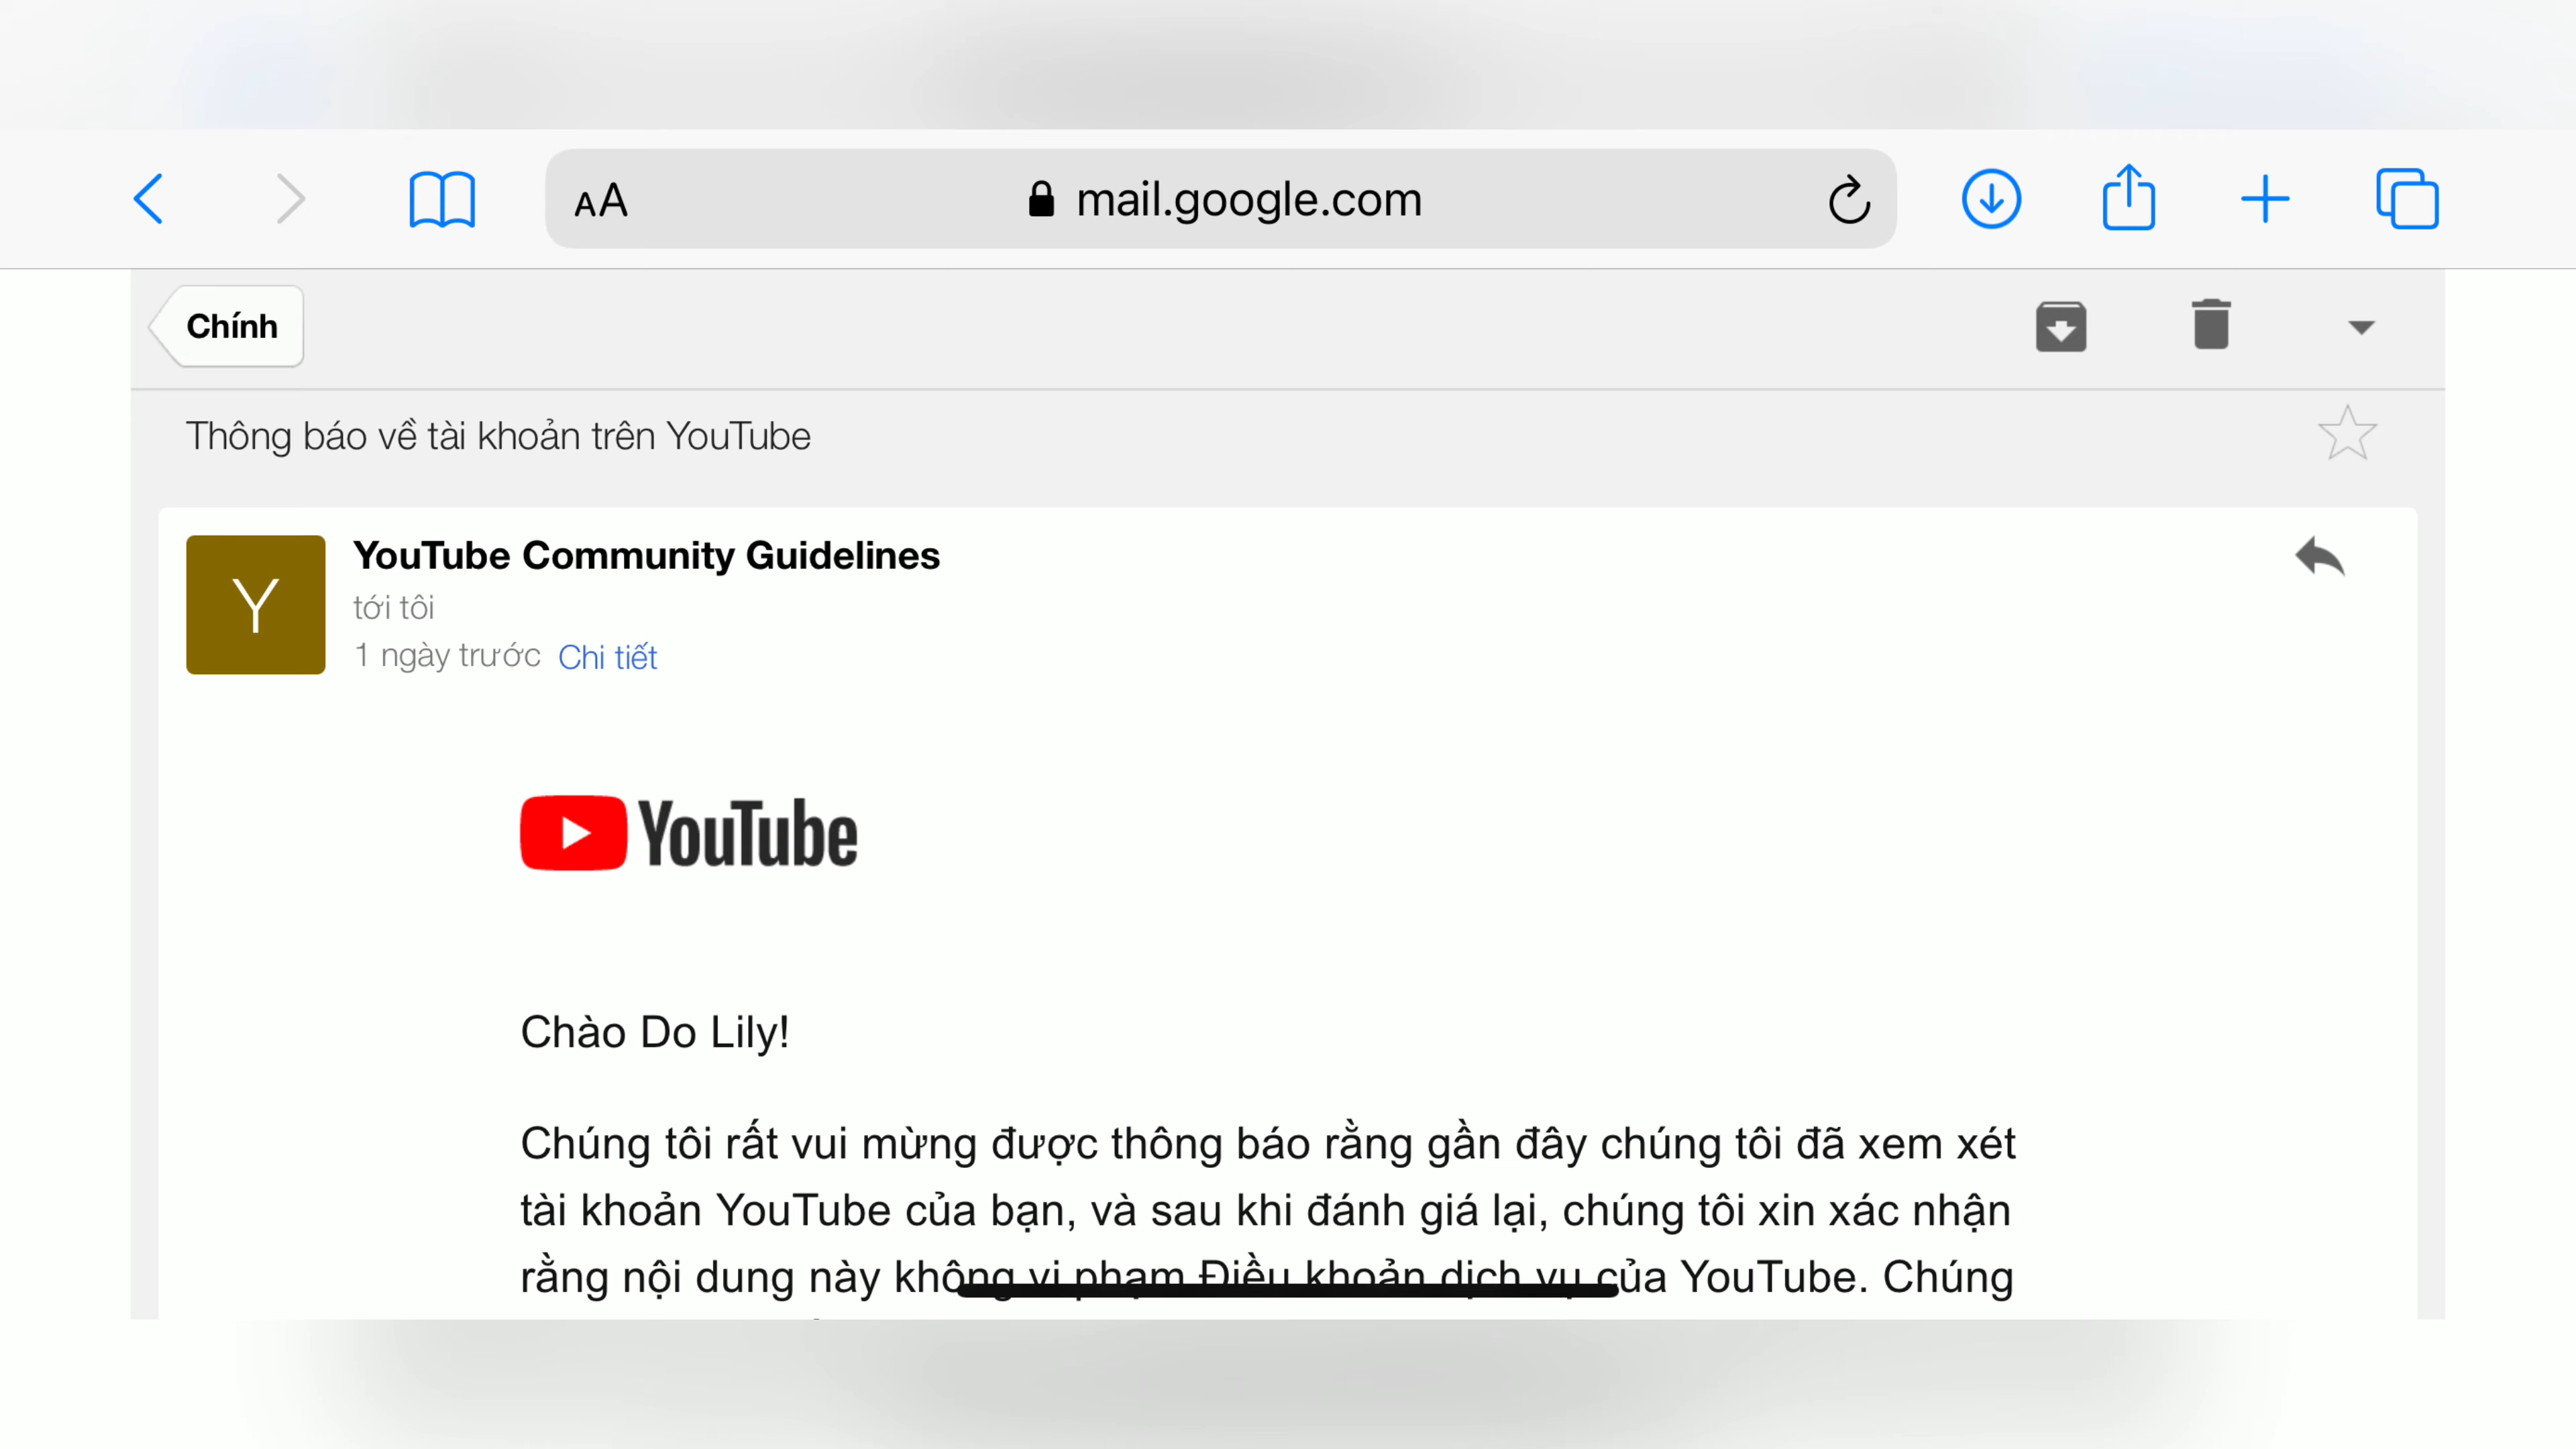 AA mail.google.com
Chính
Thông báo về tài khoản trên YouTube
Y
YouTube Community Guidelines
tới tôi
1 ngày trước Chi tiết
YouTube
Chào Do Lily!
Chúng tôi rất vui mừng được thông báo rằng gần đây chúng tôi đã xem xét
tài khoản YouTube của bạn, và sau khi đánh giá lại, chúng tôi xin xác nhận
rằng nội dung này không vi phạm Điều khoản dịch vụ của YouTube. Chúng